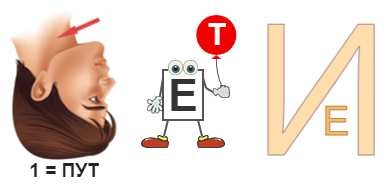 Т
Е
И
Е
1 = ПУТ